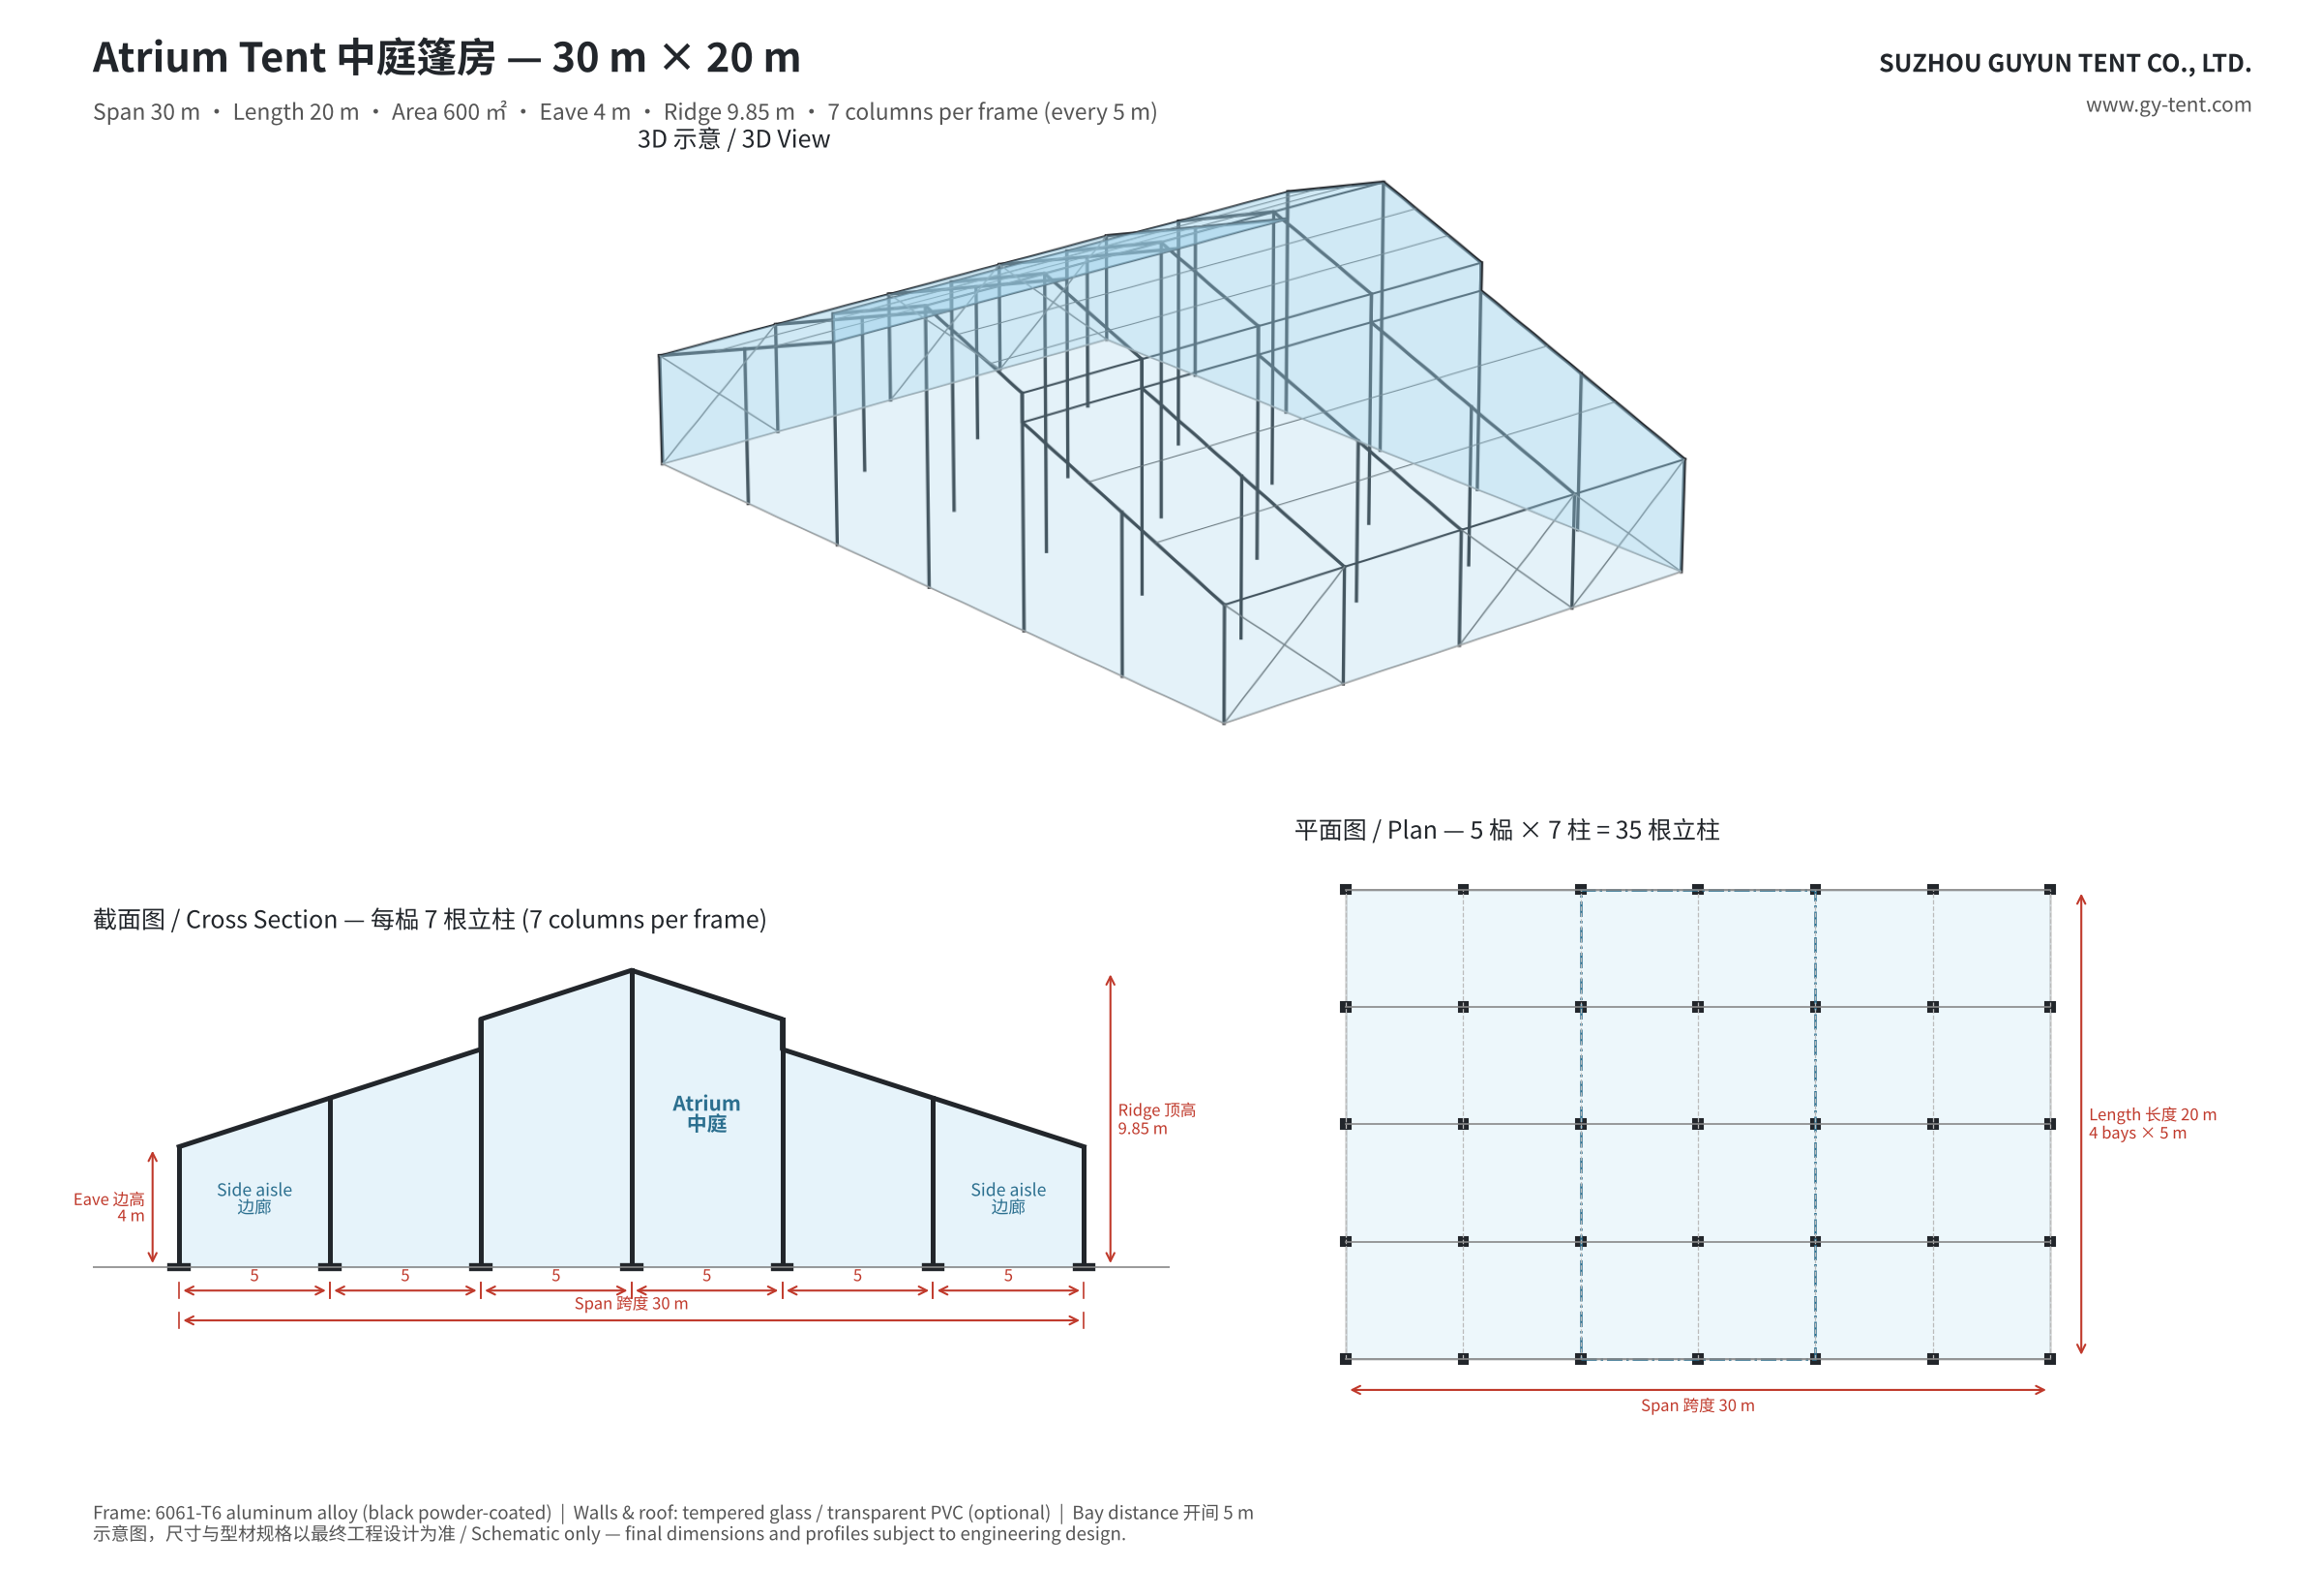 Atrium Tent 中庭篷房 — 30 m × 20 m
SUZHOU GUYUN TENT CO., LTD.
www.gy-tent.com
Span 30 m • Length 20 m • Area 600 ㎡ • Eave 4 m • Ridge 9.85 m • 7 columns per frame (every 5 m)
3D 示意 / 3D View
平面图 / Plan — 5 榀 × 7 柱 = 35 根立柱
Length 长度 20 m
4 bays × 5 m
Span 跨度 30 m
截面图 / Cross Section — 每榀 7 根立柱 (7 columns per frame)
Atrium
中庭
Ridge 顶高
9.85 m
Eave 边高
4 m
Side aisle
边廊
Side aisle
边廊
5 5 5 5 5 5
Span 跨度 30 m
Frame: 6061-T6 aluminum alloy (black powder-coated) | Walls & roof: tempered glass / transparent PVC (optional) | Bay distance 开间 5 m
示意图，尺寸与型材规格以最终工程设计为准 / Schematic only — final dimensions and profiles subject to engineering design.